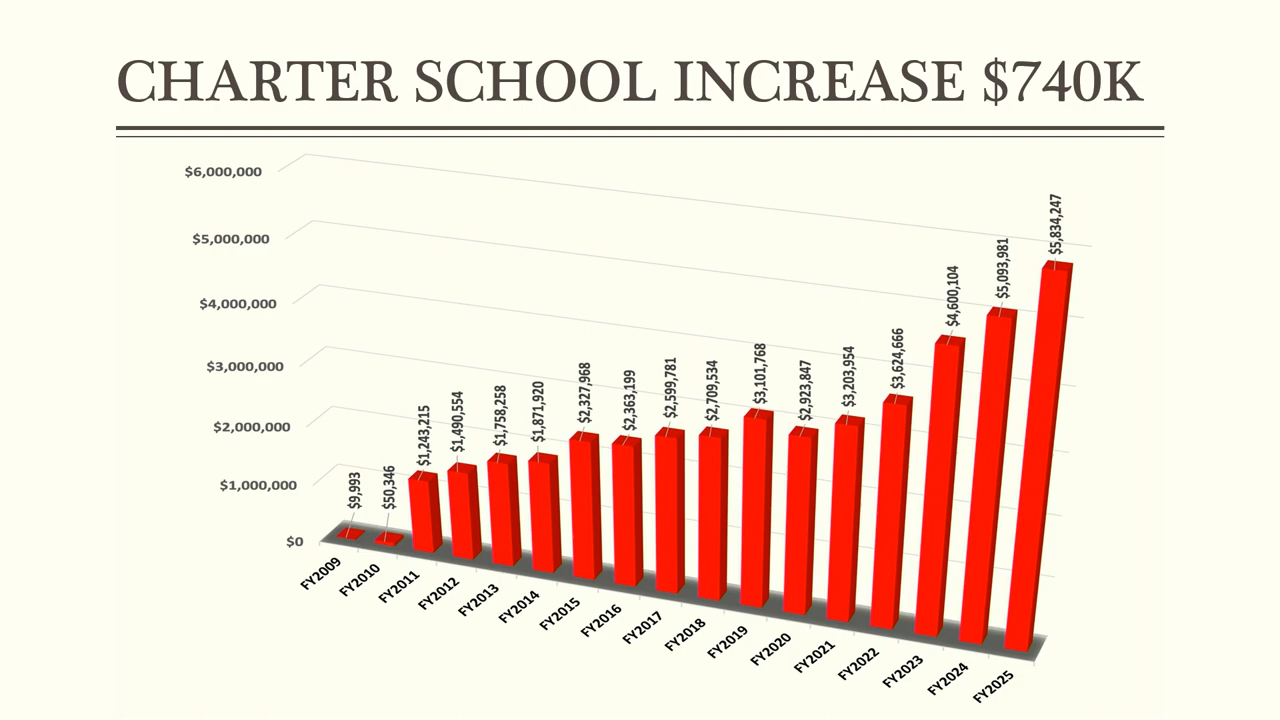 CHARTER SCHOOL INCREASE $740K
$6,000,000
$5,000,000
$4,000,000
$3,000,000
$2,000,000
$1,000,000
$0
$9,993
$50,346
$1,243,215
$1,490,554
$1,758,258
$1,871,920
$2,327,968
$2,363,199
$2,599,781
$2,709,534
$3,101,768
$2,923,847
$3,203,954
$3,624,666
$4,600,104
$5,093,981
$5,834,247
FY2009
FY2010
FY2011
FY2012
FY2013
FY2014
FY2015
FY2016
FY2017
FY2018
FY2019
FY2020
FY2021
FY2022
FY2023
FY2024
FY2025